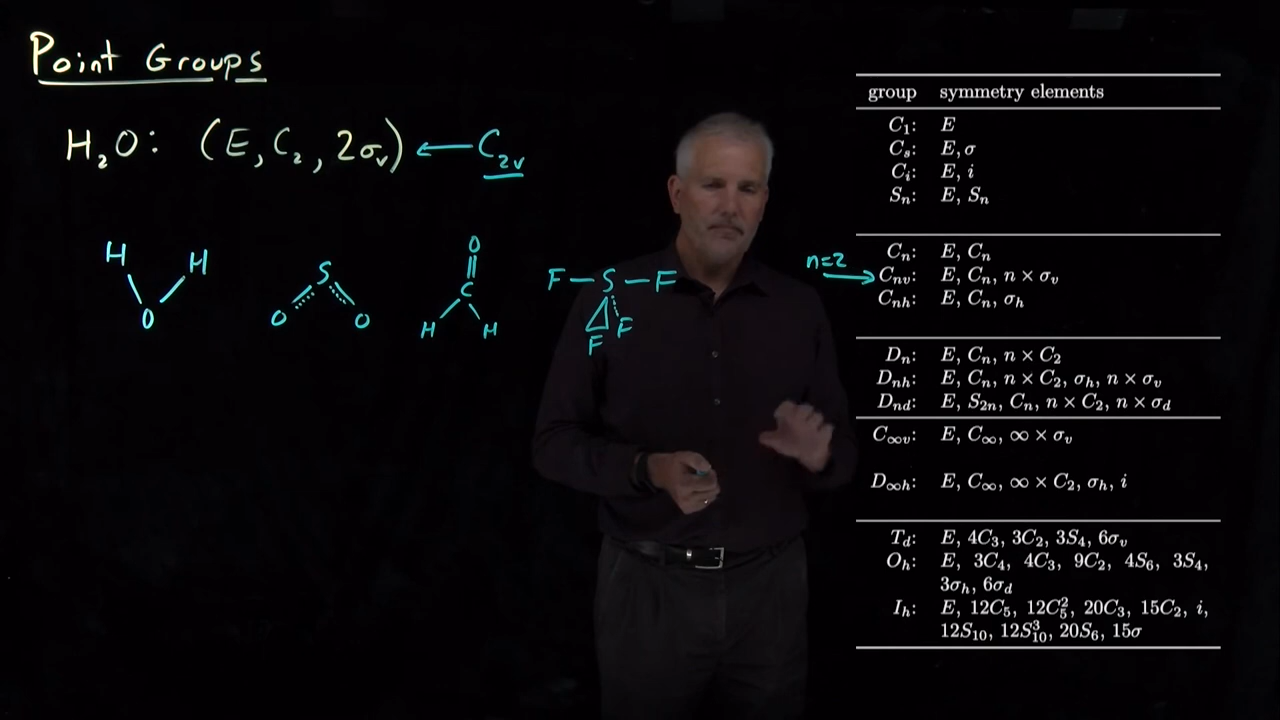 Point Groups
H₂O: (E, C₂, 2σᵥ) ← C₂ᵥ
H H
O
S
O O
O
C
H H
F – S – F
F F
n=2 →
group symmetry elements
C₁: E
Cₛ: E, σ
Cᵢ: E, i
Sₙ: E, Sₙ
Cₙ: E, Cₙ
Cₙᵥ: E, Cₙ, n × σᵥ
Cₙₕ: E, Cₙ, σₕ
Dₙ: E, Cₙ, n × C₂
Dₙₕ: E, Cₙ, n × C₂, σₕ, n × σᵥ
Dₙd: E, S₂ₙ, Cₙ, n × C₂, n × σd
C∞ᵥ: E, C∞, ∞ × σᵥ
D∞ₕ: E, C∞, ∞ × C₂, σₕ, i
Td: E, 4C₃, 3C₂, 3S₄, 6σᵥ
Oₕ: E, 3C₄, 4C₃, 9C₂, 4S₆, 3S₄,
3σₕ, 6σd
Iₕ: E, 12C₅, 12C₅², 20C₃, 15C₂, i,
12S₁₀, 12S₁₀³, 20S₆, 15σ